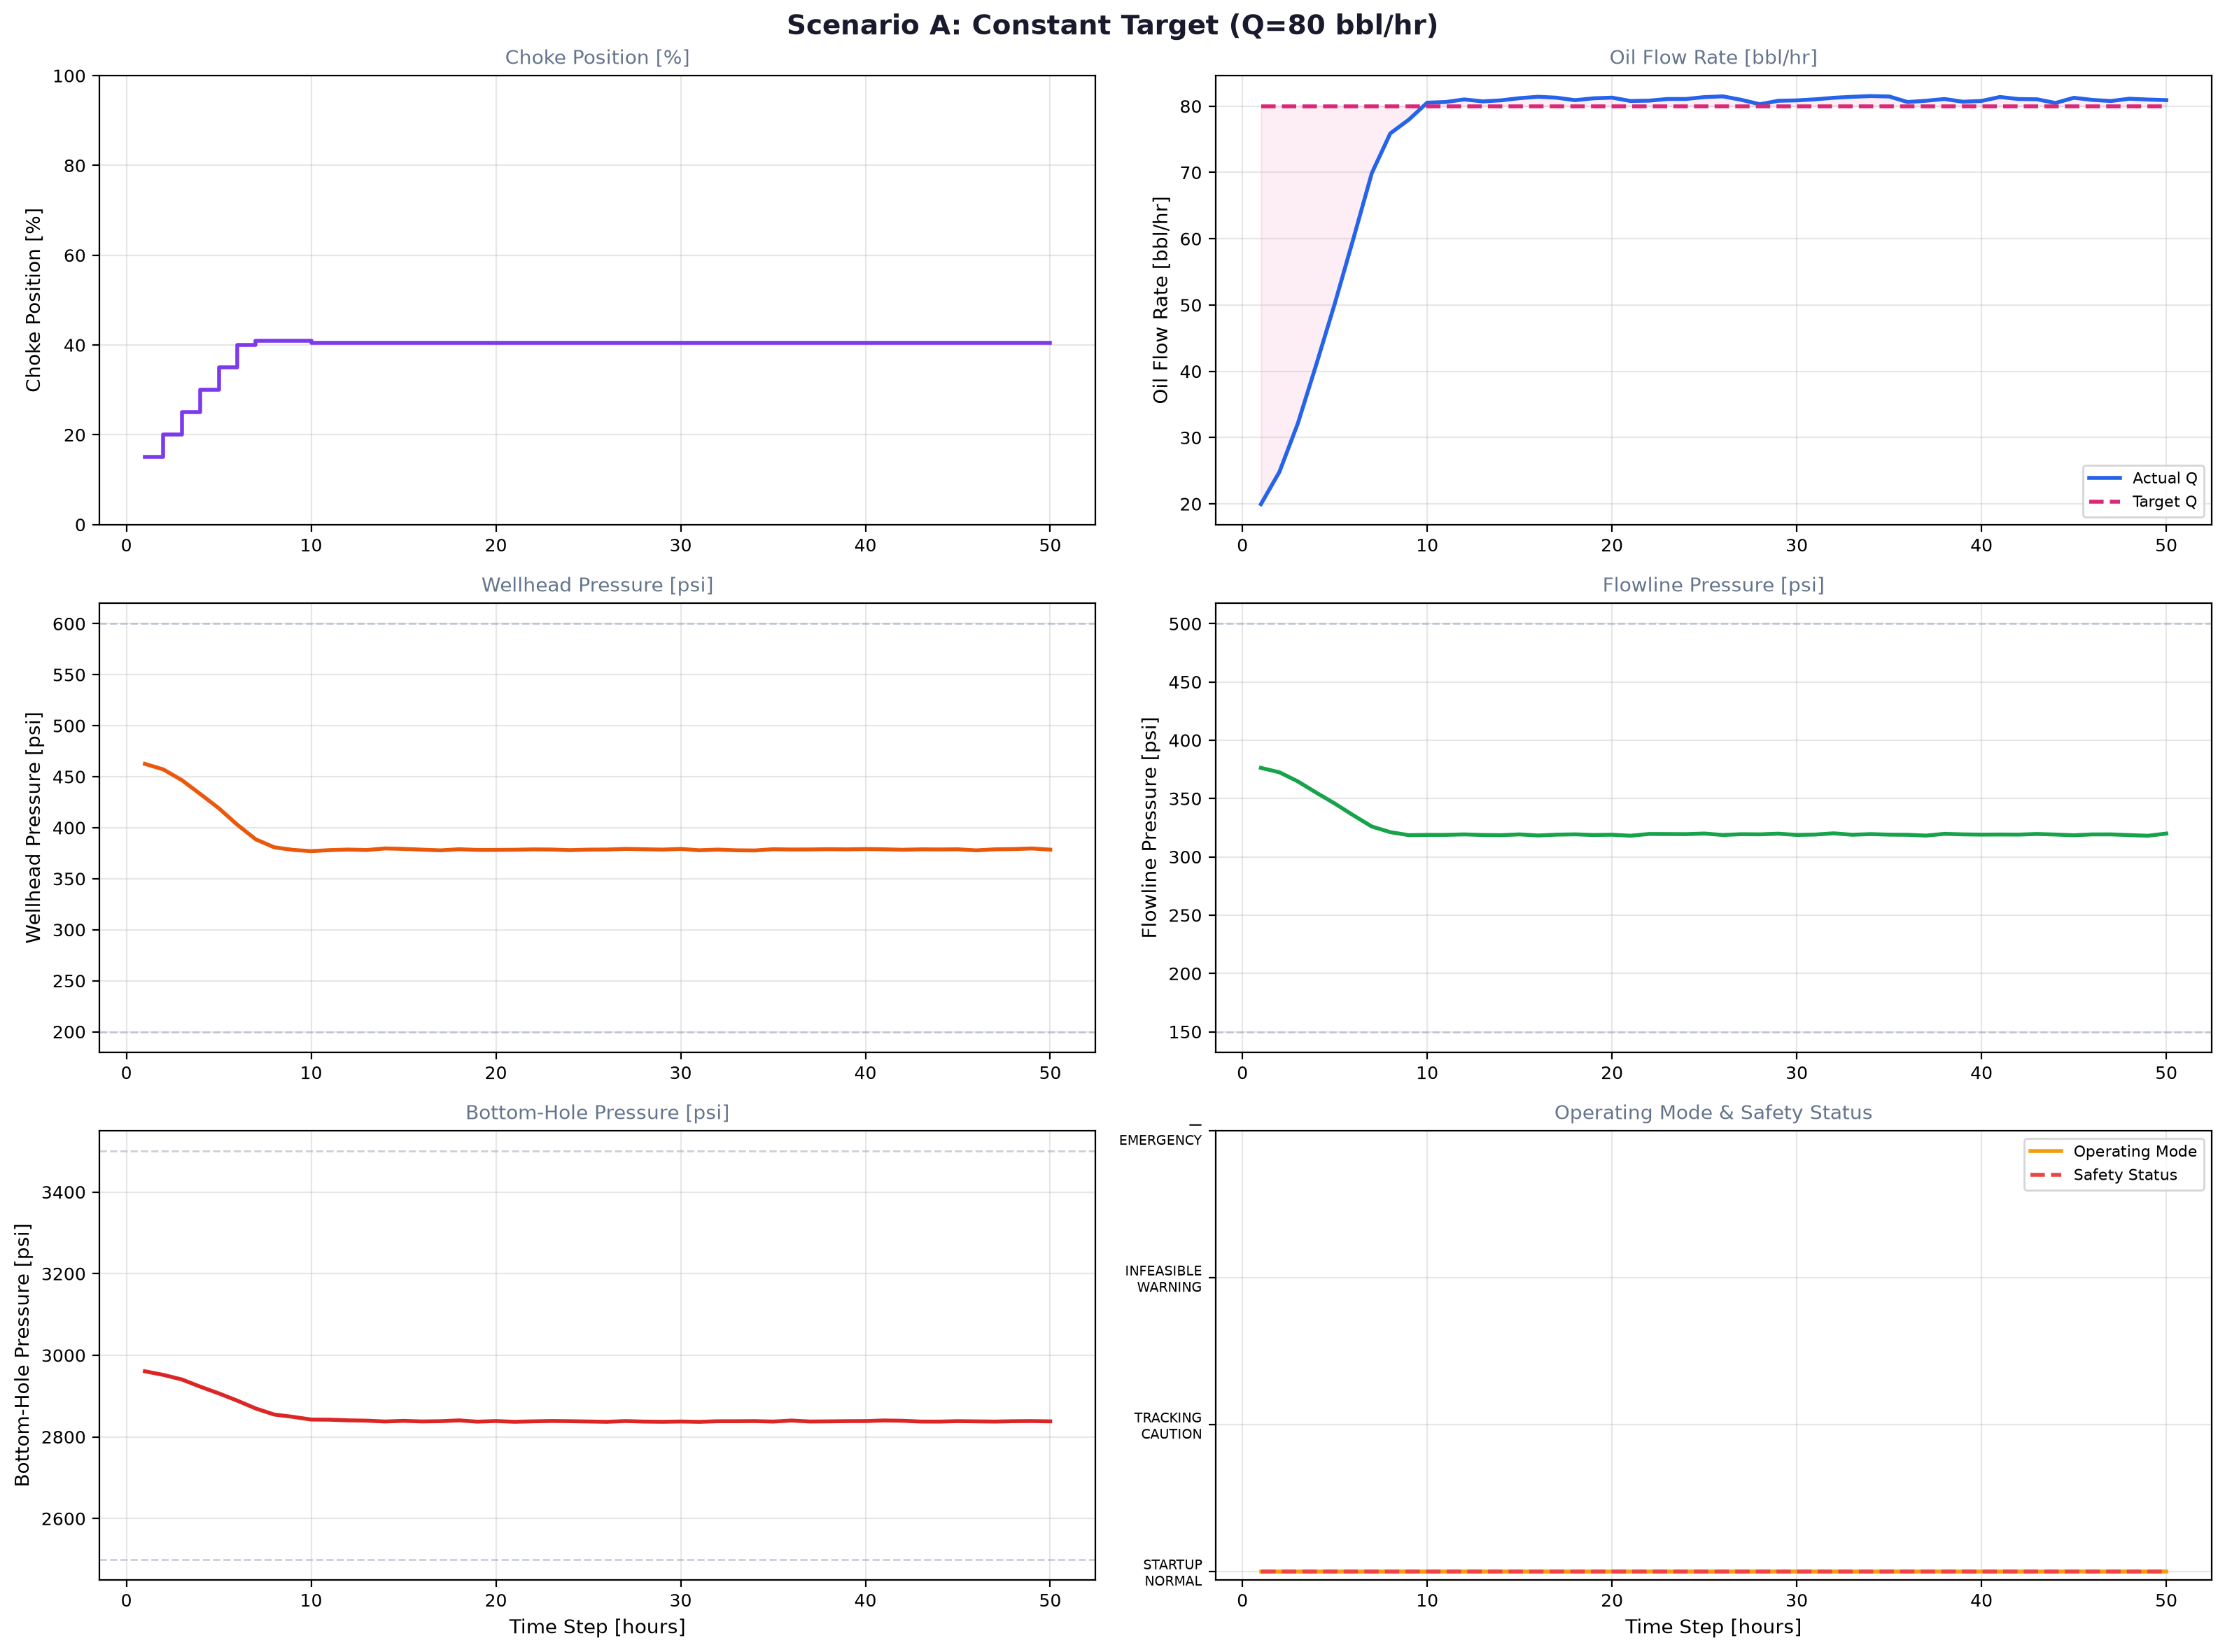 Scenario A: Constant Target (Q=80 bbl/hr)
Choke Position [%]
Choke Position [%]
100
80
60
40
20
0
0 10 20 30 40 50
Oil Flow Rate [bbl/hr]
Oil Flow Rate [bbl/hr]
80
70
60
50
40
30
20
Actual Q
Target Q
0 10 20 30 40 50
Wellhead Pressure [psi]
Wellhead Pressure [psi]
600
550
500
450
400
350
300
250
200
0 10 20 30 40 50
Flowline Pressure [psi]
Flowline Pressure [psi]
500
450
400
350
300
250
200
150
0 10 20 30 40 50
Bottom-Hole Pressure [psi]
Bottom-Hole Pressure [psi]
3400
3200
3000
2800
2600
0 10 20 30 40 50
Time Step [hours]
Operating Mode & Safety Status
—
EMERGENCY
INFEASIBLE
WARNING
TRACKING
CAUTION
STARTUP
NORMAL
Operating Mode
Safety Status
0 10 20 30 40 50
Time Step [hours]